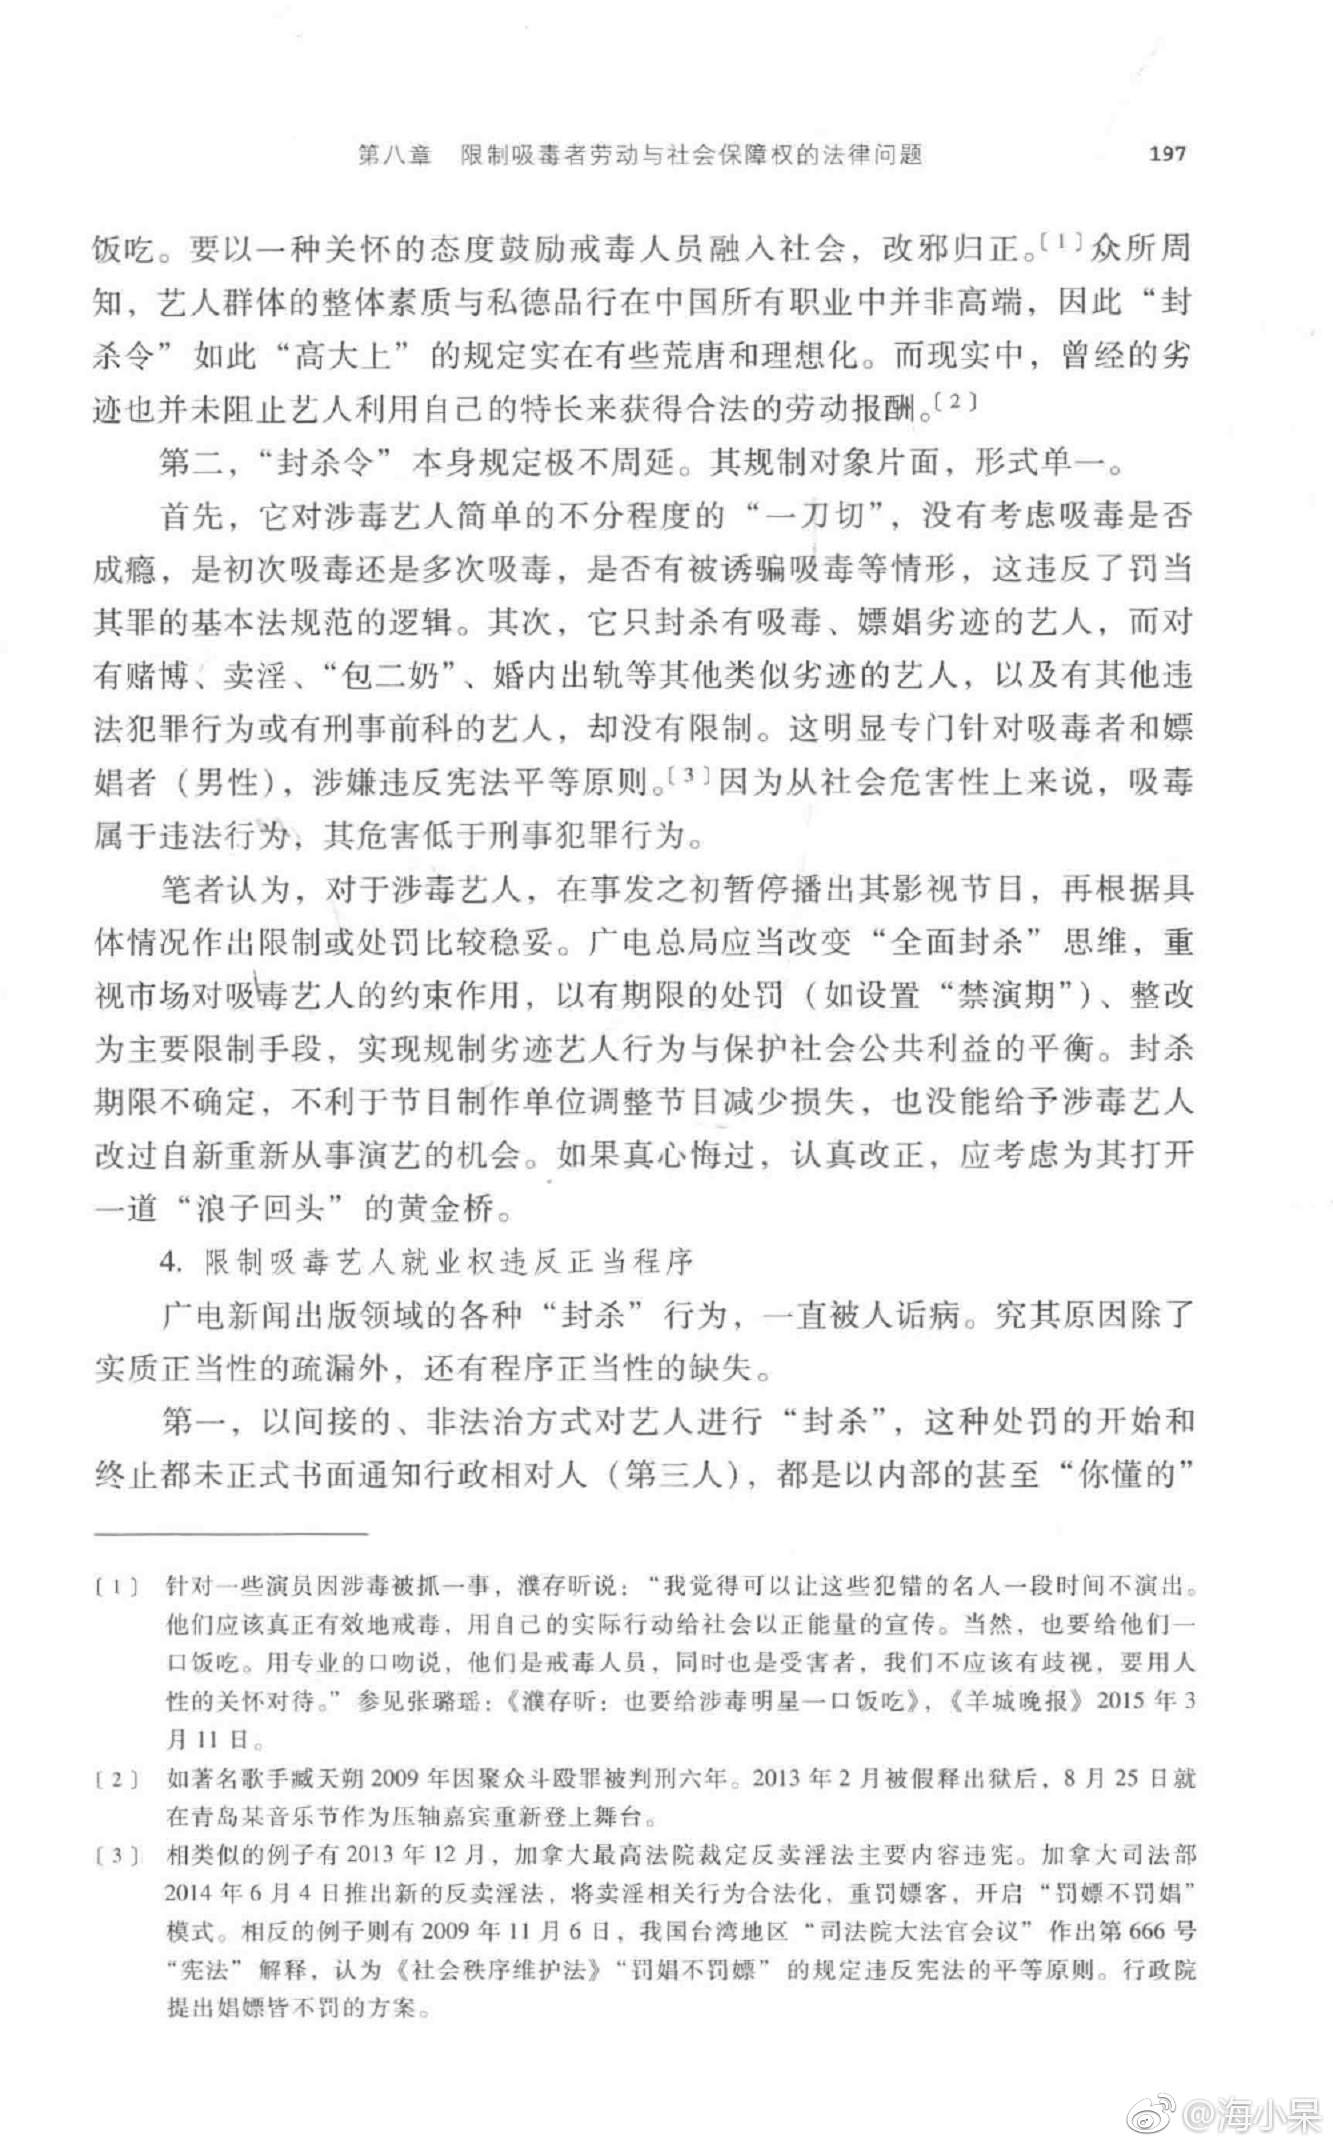 第八章 限制吸毒者劳动与社会保障权的法律问题 197
饭吃。要以一种关怀的态度鼓励戒毒人员融入社会，改邪归正。〔1〕众所周
知，艺人群体的整体素质与私德品行在中国所有职业中并非高端，因此“封
杀令”如此“高大上”的规定实在有些荒唐和理想化。而现实中，曾经的劣
迹也并未阻止艺人利用自己的特长来获得合法的劳动报酬。〔2〕
第二，“封杀令”本身规定极不周延。其规制对象片面，形式单一。
首先，它对涉毒艺人简单的不分程度的“一刀切”，没有考虑吸毒是否
成瘾，是初次吸毒还是多次吸毒，是否有被诱骗吸毒等情形，这违反了罚当
其罪的基本法规范的逻辑。其次，它只封杀有吸毒、嫖娼劣迹的艺人，而对
有赌博、卖淫、“包二奶”、婚内出轨等其他类似劣迹的艺人，以及有其他违
法犯罪行为或有刑事前科的艺人，却没有限制。这明显专门针对吸毒者和嫖
娼者（男性），涉嫌违反宪法平等原则。〔3〕因为从社会危害性上来说，吸毒
属于违法行为，其危害低于刑事犯罪行为。
笔者认为，对于涉毒艺人，在事发之初暂停播出其影视节目，再根据具
体情况作出限制或处罚比较稳妥。广电总局应当改变“全面封杀”思维，重
视市场对吸毒艺人的约束作用，以有期限的处罚（如设置“禁演期”）、整改
为主要限制手段，实现规制劣迹艺人行为与保护社会公共利益的平衡。封杀
期限不确定，不利于节目制作单位调整节目减少损失，也没能给予涉毒艺人
改过自新重新从事演艺的机会。如果真心悔过，认真改正，应考虑为其打开
一道“浪子回头”的黄金桥。
4. 限制吸毒艺人就业权违反正当程序
广电新闻出版领域的各种“封杀”行为，一直被人诟病。究其原因除了
实质正当性的疏漏外，还有程序正当性的缺失。
第一，以间接的、非法治方式对艺人进行“封杀”，这种处罚的开始和
终止都未正式书面通知行政相对人（第三人），都是以内部的甚至“你懂的”
〔1〕 针对一些演员因涉毒被抓一事，濮存昕说：“我觉得可以让这些犯错的名人一段时间不演出。
他们应该真正有效地戒毒，用自己的实际行动给社会以正能量的宣传。当然，也要给他们一
口饭吃。用专业的口吻说，他们是戒毒人员，同时也是受害者，我们不应该有歧视，要用人
性的关怀对待。”参见张璐瑶：《濮存昕：也要给涉毒明星一口饭吃》，《羊城晚报》2015 年 3
月 11 日。
〔2〕 如著名歌手臧天朔 2009 年因聚众斗殴罪被判刑六年。2013 年 2 月被假释出狱后，8 月 25 日就
在青岛某音乐节作为压轴嘉宾重新登上舞台。
〔3〕 相类似的例子有 2013 年 12 月，加拿大最高法院裁定反卖淫法主要内容违宪。加拿大司法部
2014 年 6 月 4 日推出新的反卖淫法，将卖淫相关行为合法化，重罚嫖客，开启“罚嫖不罚娼”
模式。相反的例子则有 2009 年 11 月 6 日，我国台湾地区“司法院大法官会议”作出第 666 号
“宪法”解释，认为《社会秩序维护法》“罚娼不罚嫖”的规定违反宪法的平等原则。行政院
提出娼嫖皆不罚的方案。
@海小呆